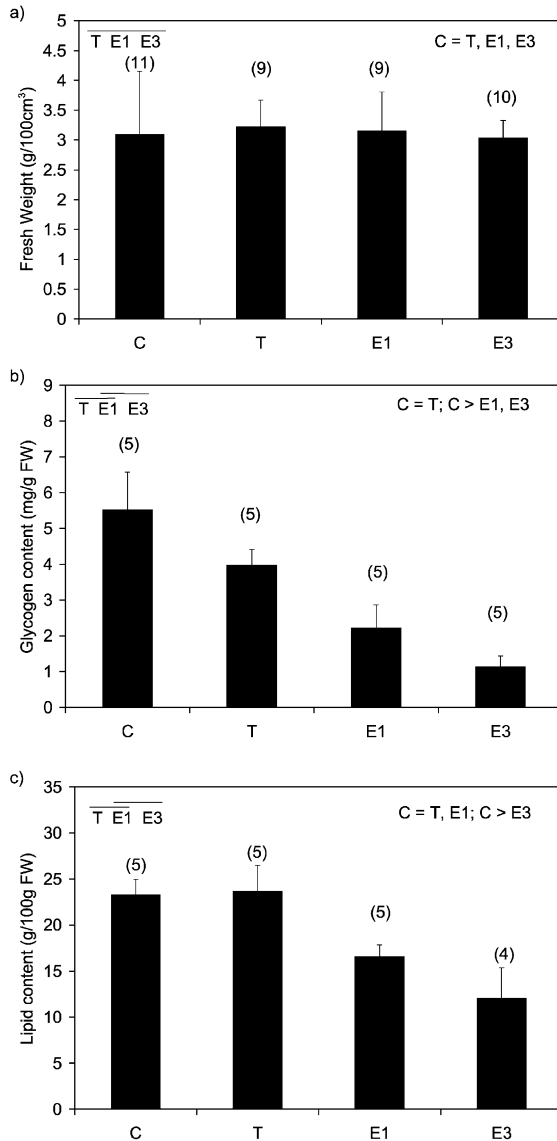 a)
T E1 E3
C = T, E1, E3
(11)
(9)
(9)
(10)
Fresh Weight (g/100cm³)
5
4.5
4
3.5
3
2.5
2
1.5
1
0.5
0
C
T
E1
E3
b)
T E1 E3
C = T; C > E1, E3
(5)
(5)
(5)
(5)
Glycogen content (mg/g FW)
9
8
7
6
5
4
3
2
1
0
C
T
E1
E3
c)
T E1 E3
C = T, E1; C > E3
(5)
(5)
(5)
(4)
Lipid content (g/100g FW)
35
30
25
20
15
10
5
0
C
T
E1
E3